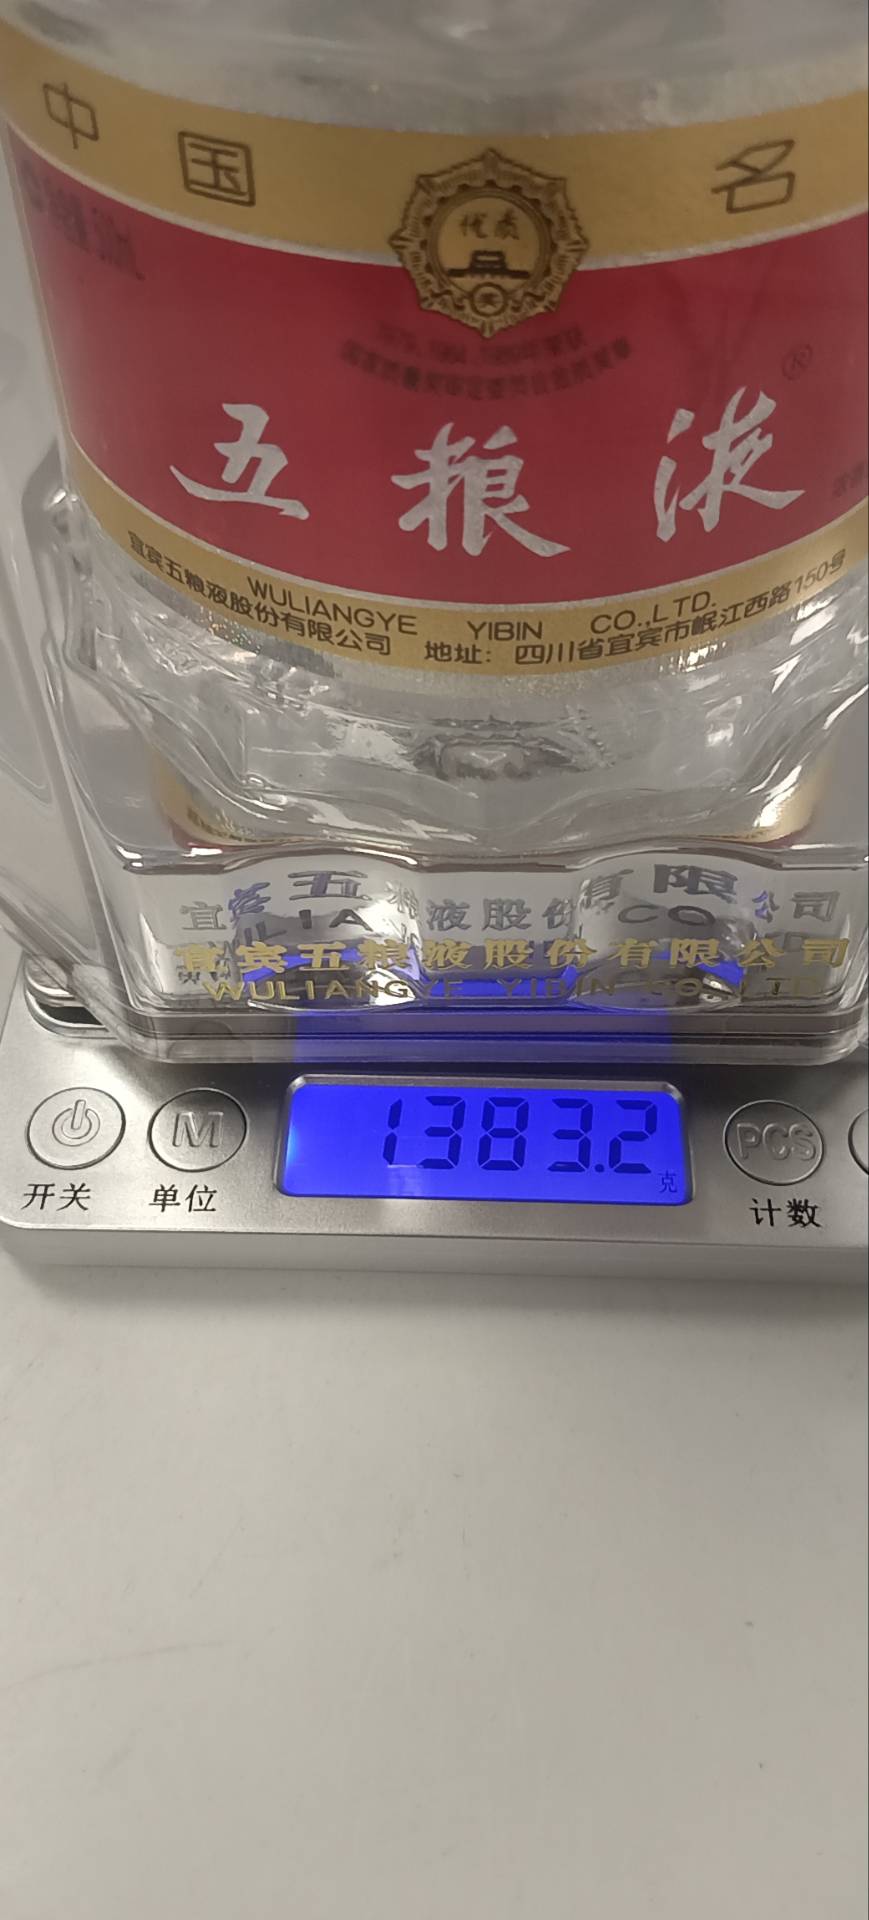 中国名
优质
奖
五粮液
®
WULIANGYE YIBIN CO.,LTD.
宜宾五粮液股份有限公司 地址：四川省宜宾市岷江西路150号
宜宾五粮液股份有限公司
WULIANGYE YIBIN CO.,LTD
1383.2
克
M
PCS
开关
单位
计数